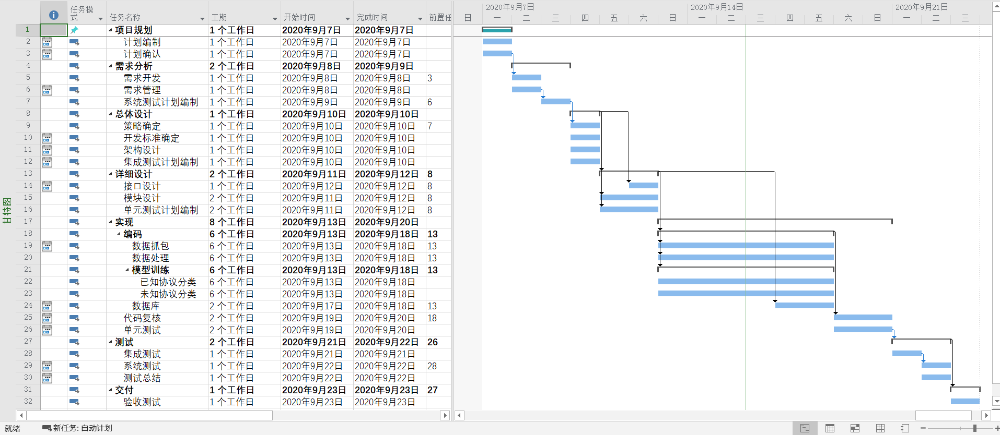 任务模式 任务名称 工期 开始时间 完成时间 前置任
2020年9月7日 2020年9月14日 2020年9月21日
日 一 二 三 四 五 六 日 一 二 三 四 五 六 日 一 二 三
1 项目规划 1 个工作日 2020年9月7日 2020年9月7日
2 计划编制 1 个工作日 2020年9月7日 2020年9月7日
3 计划确认 1 个工作日 2020年9月7日 2020年9月7日
4 需求分析 2 个工作日 2020年9月8日 2020年9月9日
5 需求开发 1 个工作日 2020年9月8日 2020年9月8日 3
6 需求管理 1 个工作日 2020年9月8日 2020年9月8日
7 系统测试计划编制 1 个工作日 2020年9月9日 2020年9月9日 6
8 总体设计 1 个工作日 2020年9月10日 2020年9月10日
9 策略确定 1 个工作日 2020年9月10日 2020年9月10日 7
10 开发标准确定 1 个工作日 2020年9月10日 2020年9月10日
11 架构设计 1 个工作日 2020年9月10日 2020年9月10日
12 集成测试计划编制 1 个工作日 2020年9月10日 2020年9月10日
13 详细设计 2 个工作日 2020年9月11日 2020年9月12日 8
14 接口设计 1 个工作日 2020年9月12日 2020年9月12日 8
15 模块设计 2 个工作日 2020年9月11日 2020年9月12日 8
16 单元测试计划编制 2 个工作日 2020年9月11日 2020年9月12日 8
17 实现 8 个工作日 2020年9月13日 2020年9月20日
18 编码 6 个工作日 2020年9月13日 2020年9月18日 13
19 数据抓包 6 个工作日 2020年9月13日 2020年9月18日 13
20 数据处理 6 个工作日 2020年9月13日 2020年9月18日 13
21 模型训练 6 个工作日 2020年9月13日 2020年9月18日 13
22 已知协议分类 6 个工作日 2020年9月13日 2020年9月18日
23 未知协议分类 6 个工作日 2020年9月13日 2020年9月18日
24 数据库 2 个工作日 2020年9月17日 2020年9月18日 13
25 代码复核 2 个工作日 2020年9月19日 2020年9月20日 18
26 单元测试 2 个工作日 2020年9月19日 2020年9月20日
27 测试 2 个工作日 2020年9月21日 2020年9月22日 26
28 集成测试 1 个工作日 2020年9月21日 2020年9月21日
29 系统测试 1 个工作日 2020年9月22日 2020年9月22日 28
30 测试总结 1 个工作日 2020年9月22日 2020年9月22日
31 交付 1 个工作日 2020年9月23日 2020年9月23日 27
32 验收测试 1 个工作日 2020年9月23日 2020年9月23日
甘特图
就绪 新任务: 自动计划